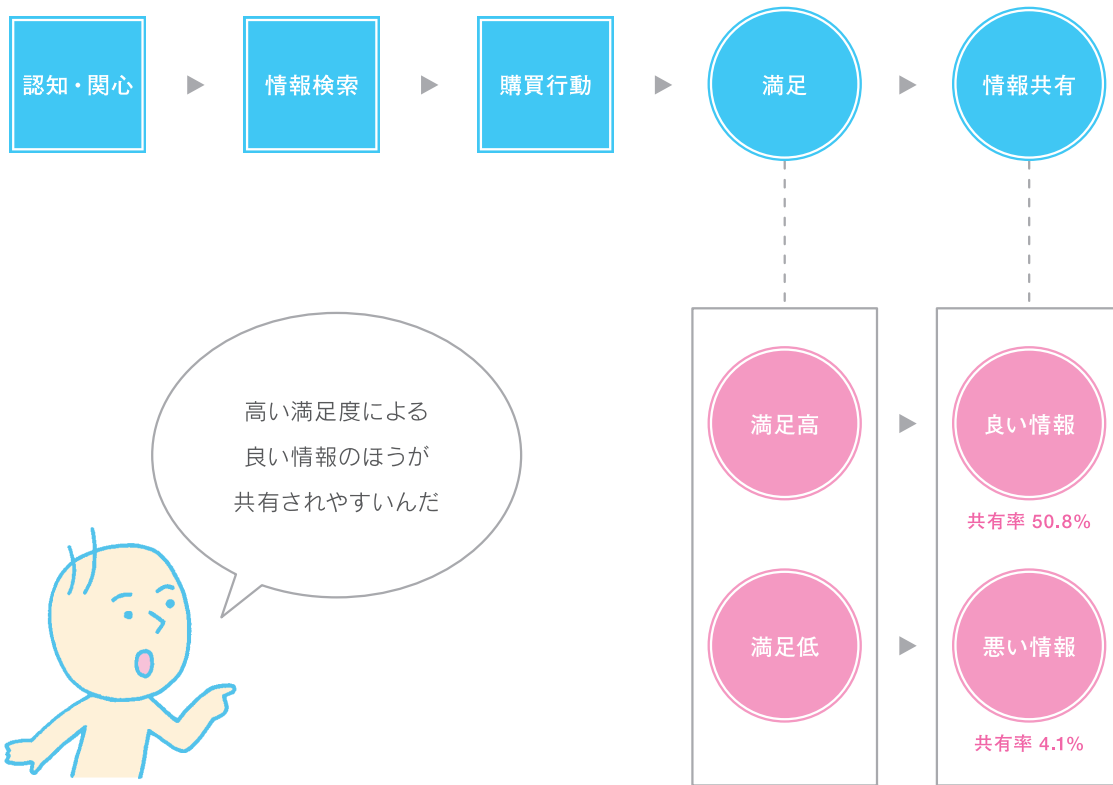 認知・関心
情報検索
購買行動
満足
情報共有
高い満足度による
良い情報のほうが
共有されやすいんだ
満足高
良い情報
共有率 50.8%
満足低
悪い情報
共有率 4.1%